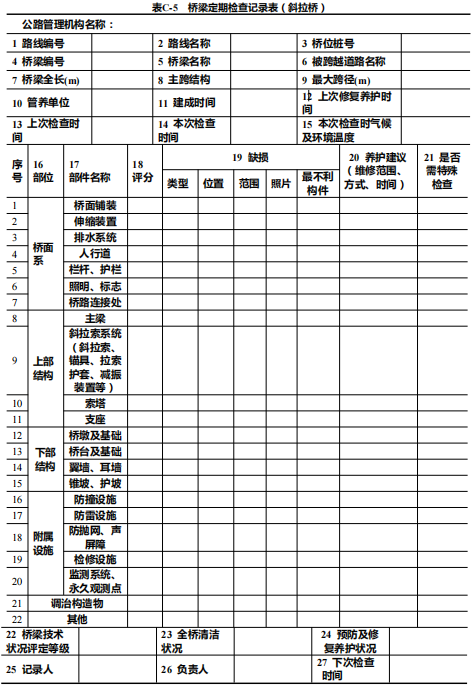 表C-5 桥梁定期检查记录表（斜拉桥）
公路管理机构名称：
1 路线编号 2 路线名称 3 桥位桩号
4 桥梁编号 5 桥梁名称 6 被跨越道路名称
7 桥梁全长(m) 8 主跨结构 9 最大跨径(m)
10 管养单位 11 建成时间 12 上次修复养护时
间
13 上次检查时
间
14 本次检查
时间
15 本次检查时气候
及环境温度
序
号
16
部位
17
部件名称
18
评分
19 缺损
类型 位置 范围 照片 最不利
构件
20 养护建议
（维修范围、
方式、时间）
21 是否
需特殊
检查
桥面
系
1 桥面铺装
2 伸缩装置
3 排水系统
4 人行道
5 栏杆、护栏
6 照明、标志
7 桥路连接处
上部
结构
8 主梁
9 斜拉索系统
（斜拉索、
锚具、拉索
护套、减振
装置等）
10 索塔
11 支座
下部
结构
12 桥墩及基础
13 桥台及基础
14 翼墙、耳墙
15 锥坡、护坡
附属
设施
16 防撞设施
17 防雷设施
18 防抛网、声
屏障
19 检修设施
20 监测系统、
永久观测点
21 调治构造物
22 其他
22 桥梁技术
状况评定等级
23 全桥清洁
状况
24 预防及修
复养护状况
25 记录人 26 负责人 27 下次检查
时间